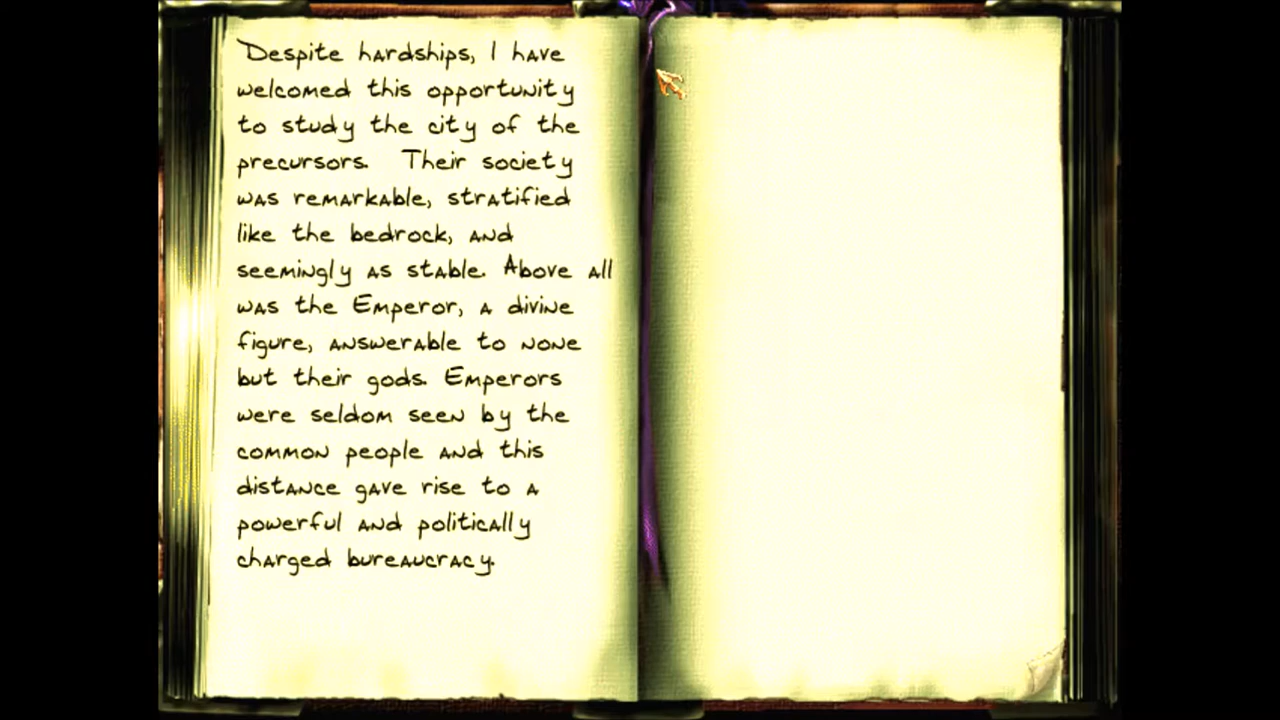 Despite hardships, I have
welcomed this opportunity
to study the city of the
precursors. Their society
was remarkable, stratified
like the bedrock, and
seemingly as stable. Above all
was the Emperor, a divine
figure, answerable to none
but their gods. Emperors
were seldom seen by the
common people and this
distance gave rise to a
powerful and politically
charged bureaucracy.